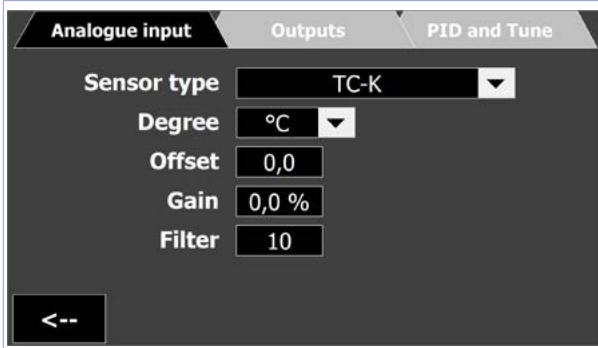 Analogue input Outputs PID and Tune
Sensor type TC-K
Degree °C
Offset 0,0
Gain 0,0 %
Filter 10
<--